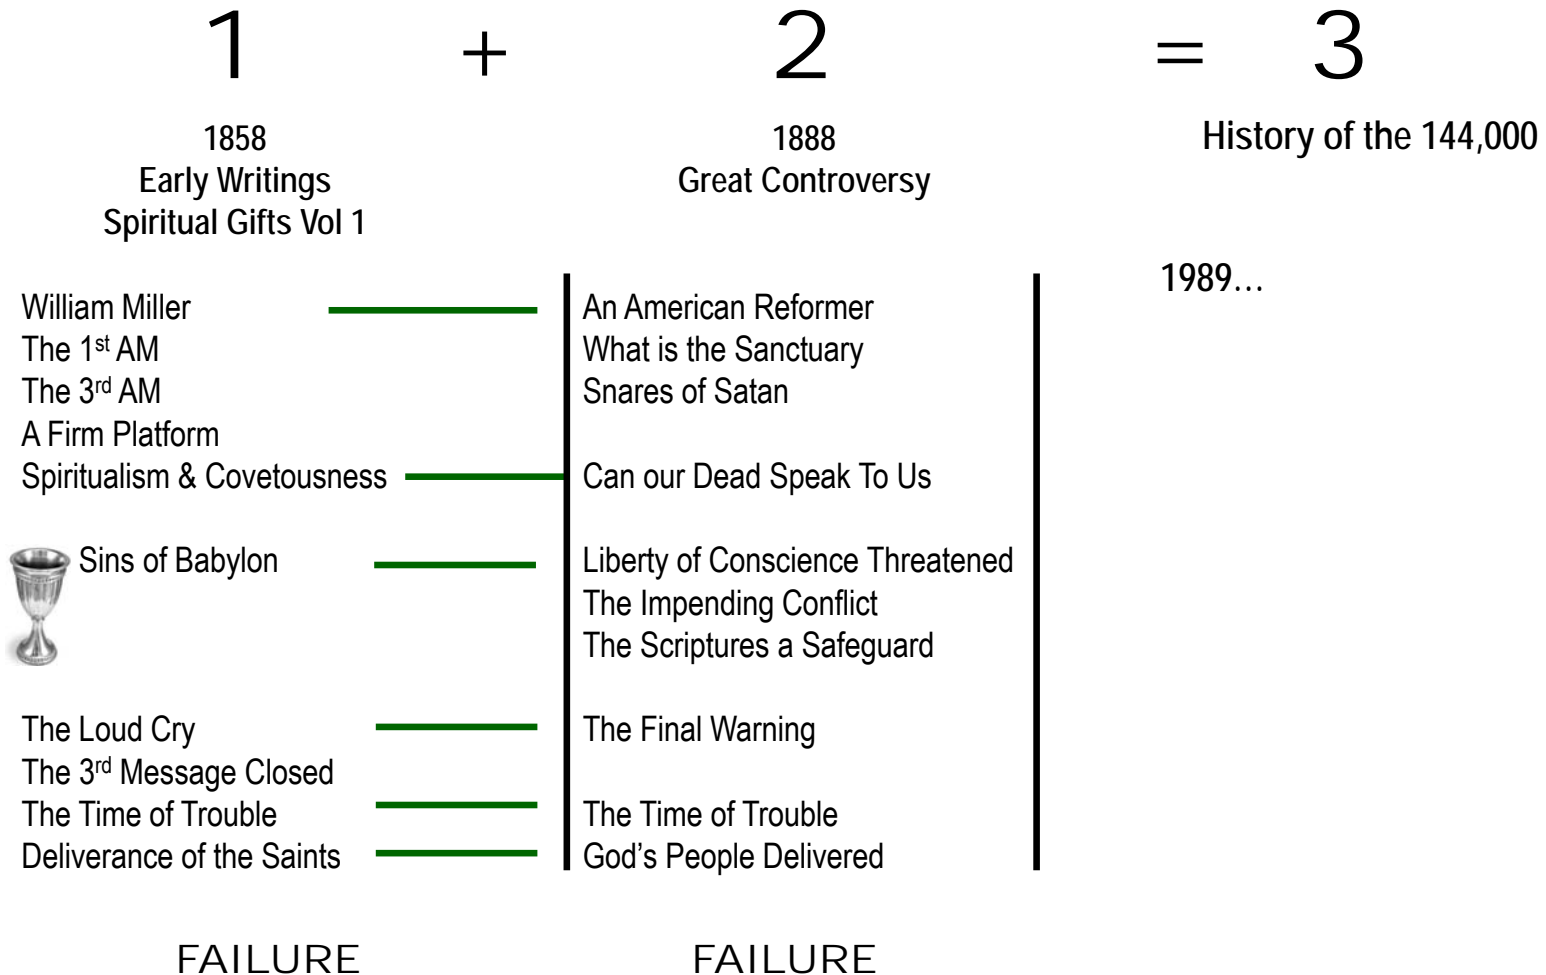 1 + 2 = 3
1858
Early Writings
Spiritual Gifts Vol 1
1888
Great Controversy
History of the 144,000
1989…
William Miller
The 1st AM
The 3rd AM
A Firm Platform
Spiritualism & Covetousness
Sins of Babylon
The Loud Cry
The 3rd Message Closed
The Time of Trouble
Deliverance of the Saints
An American Reformer
What is the Sanctuary
Snares of Satan
Can our Dead Speak To Us
Liberty of Conscience Threatened
The Impending Conflict
The Scriptures a Safeguard
The Final Warning
The Time of Trouble
God’s People Delivered
FAILURE
FAILURE